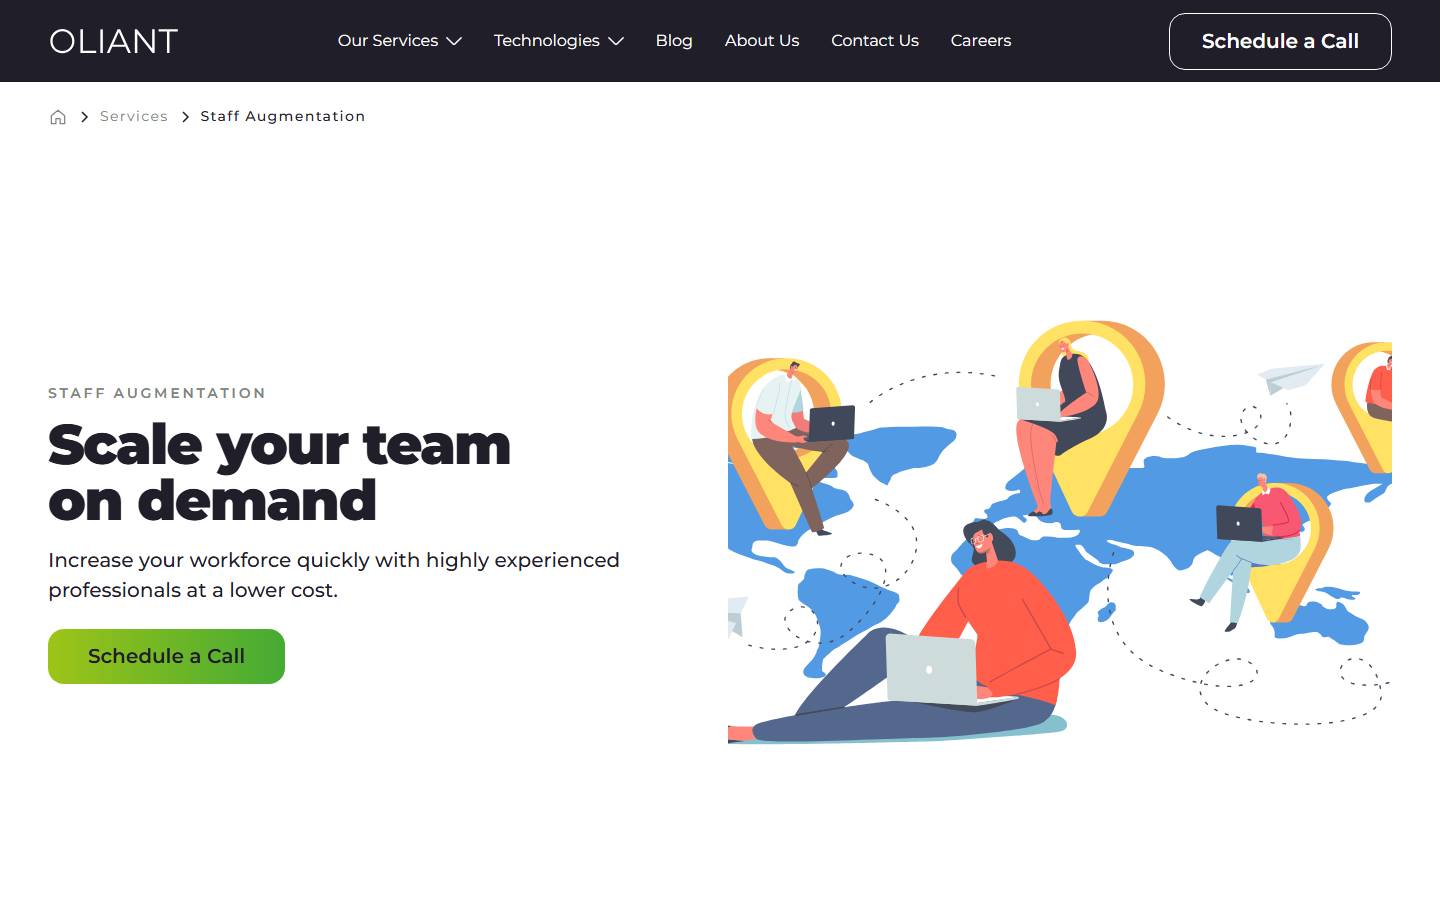 OLIANT
Our Services
Technologies
Blog
About Us
Contact Us
Careers
Schedule a Call
Services
Staff Augmentation
STAFF AUGMENTATION
Scale your team
on demand
Increase your workforce quickly with highly experienced
professionals at a lower cost.
Schedule a Call